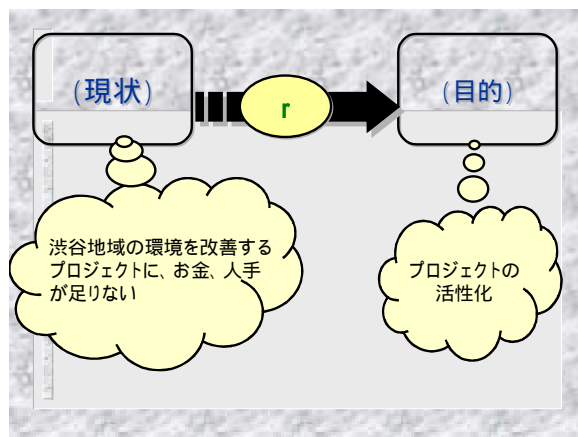 (現状)
r
(目的)
渋谷地域の環境を改善する
プロジェクトに、お金、人手
が足りない
プロジェクトの
活性化